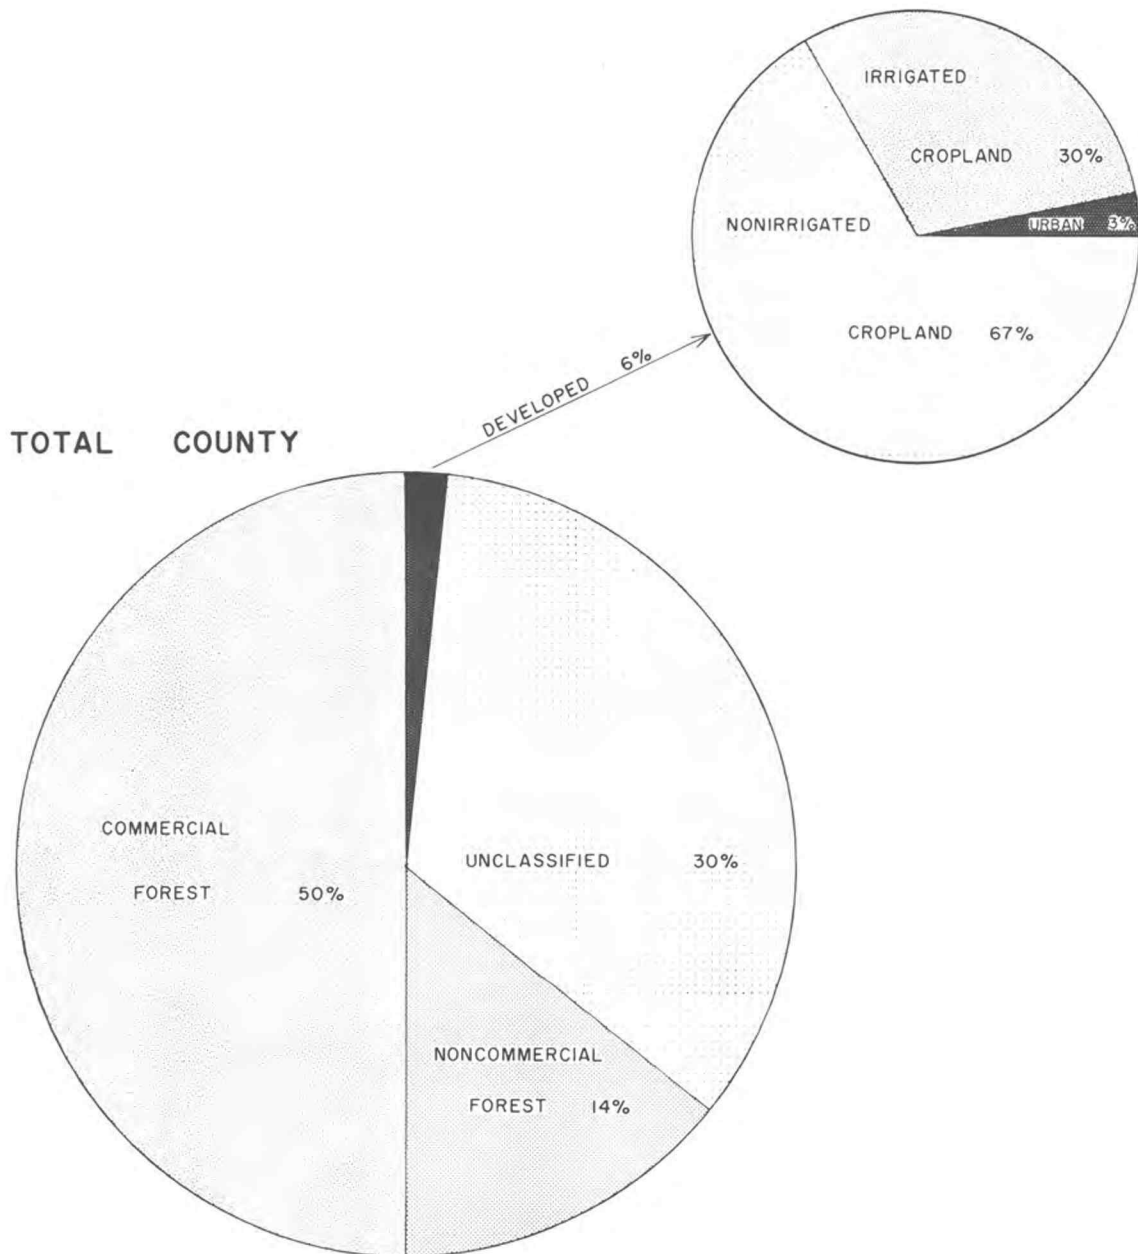 IRRIGATED
CROPLAND 30%
URBAN 3%
NONIRRIGATED
CROPLAND 67%
DEVELOPED 6%
TOTAL COUNTY
COMMERCIAL
FOREST 50%
UNCLASSIFIED 30%
NONCOMMERCIAL
FOREST 14%